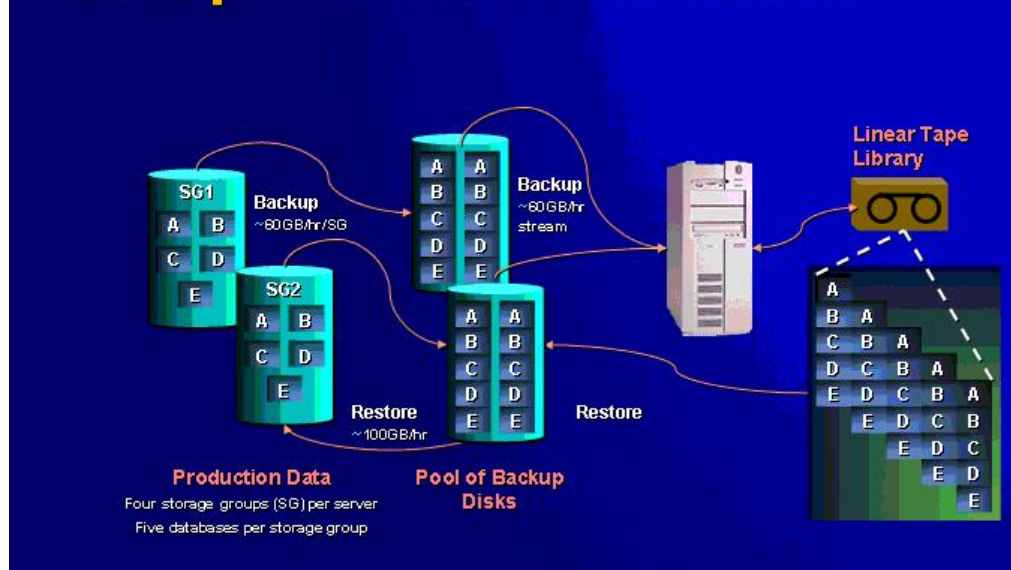 Linear Tape
Library
SG1
A B
C D
E
Backup
~60GB/hr/SG
A A
B B
C C
D D
E E
Backup
~60GB/hr
stream
SG2
A B
C D
E
A A
B B
C C
D D
E E
A
B A
C B A
D C B A
E D C B A
E D C B
E D C
E D
E
Restore
~100GB/hr
Restore
Production Data
Four storage groups (SG) per server
Five databases per storage group
Pool of Backup
Disks